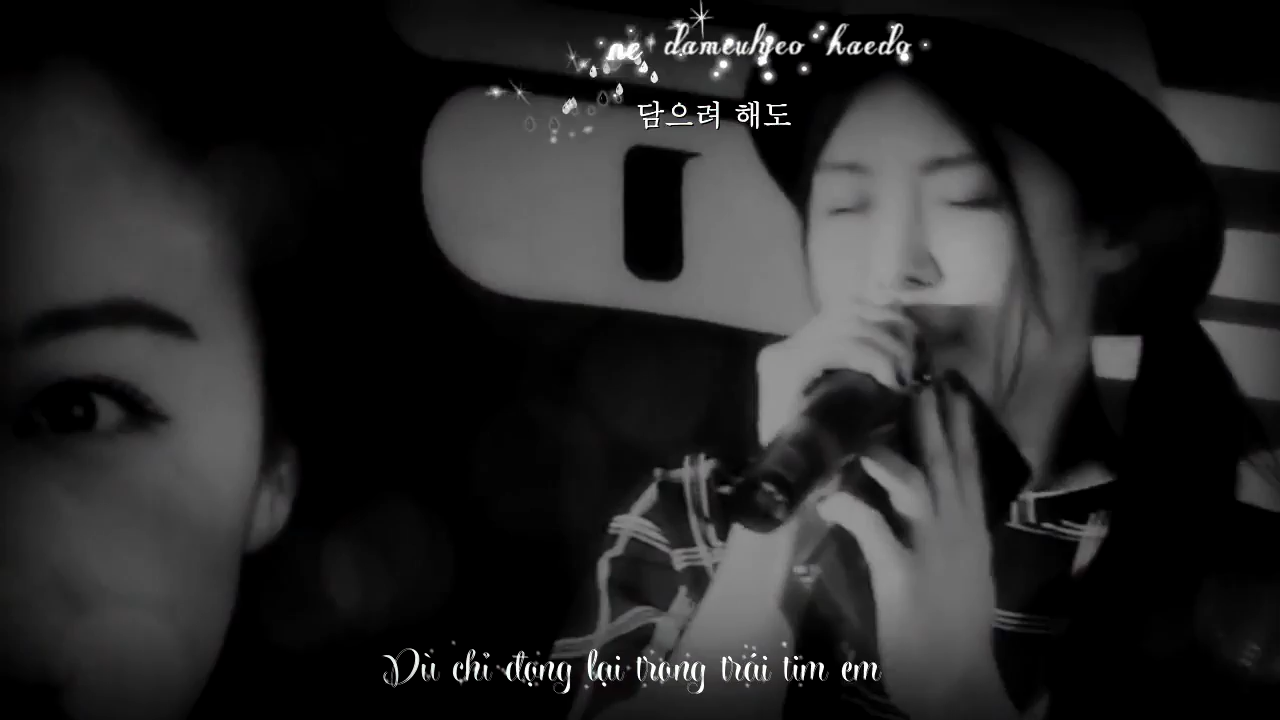 ne dameulyeo haedo
담으려 해도
Dù chỉ đọng lại trong trái tim em